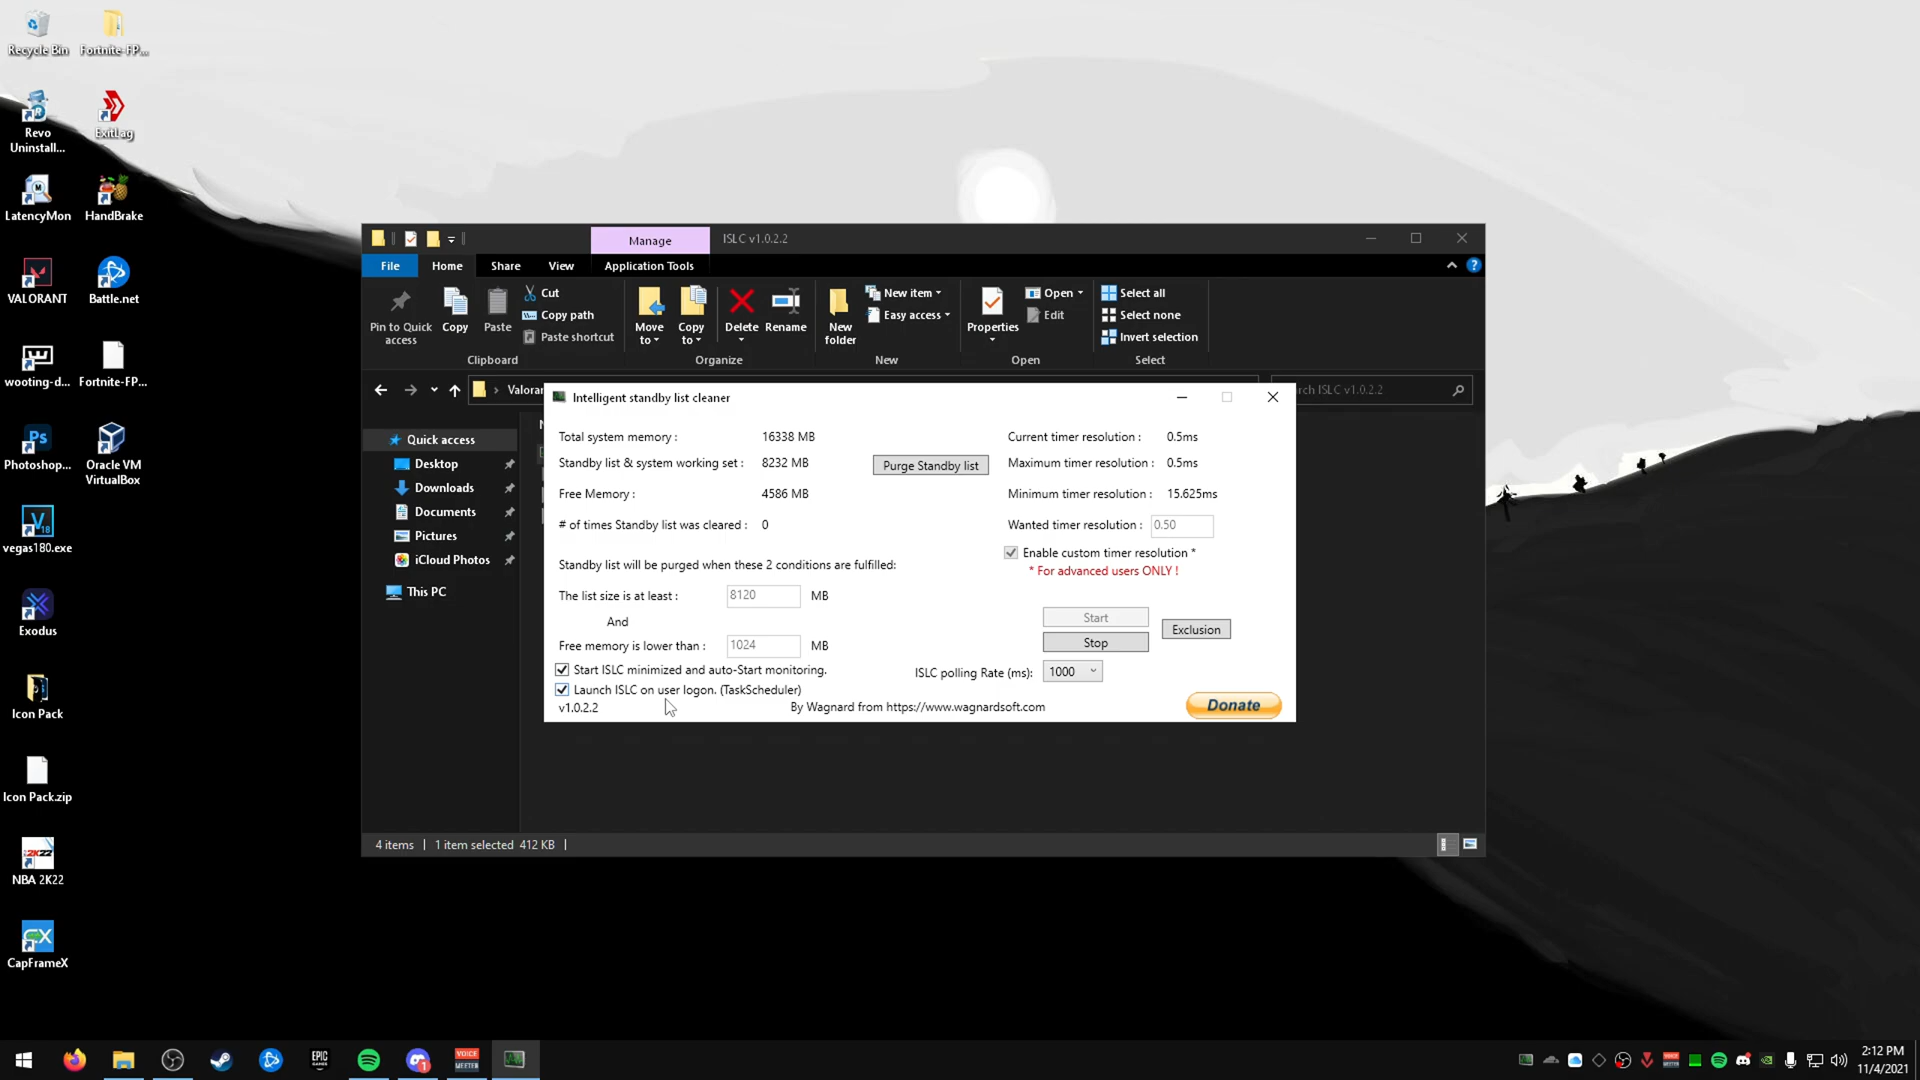 Recycle Bin
Fortnite-FP...
Revo
Uninstall...
ExitLag
LatencyMon
HandBrake
VALORANT
Battle.net
wooting-d...
Fortnite-FP...
Photoshop...
Oracle VM
VirtualBox
vegas180.exe
Exodus
Icon Pack
Icon Pack.zip
NBA 2K22
CapFrameX
Manage
ISLC v1.0.2.2
File
Home
Share
View
Application Tools
Pin to Quick
access
Copy
Paste
Cut
Copy path
Paste shortcut
Clipboard
Move
to
Copy
to
Delete
Rename
Organize
New
folder
New item
Easy access
New
Properties
Open
Edit
Open
Select all
Select none
Invert selection
Select
Valoran
rch ISLC v1.0.2.2
Quick access
Desktop
Downloads
Documents
Pictures
iCloud Photos
This PC
4 items
1 item selected 412 KB
Intelligent standby list cleaner
Total system memory : 16338 MB
Standby list & system working set : 8232 MB
Purge Standby list
Free Memory : 4586 MB
# of times Standby list was cleared : 0
Standby list will be purged when these 2 conditions are fulfilled:
The list size is at least : 8120 MB
And
Free memory is lower than : 1024 MB
Start ISLC minimized and auto-Start monitoring.
Launch ISLC on user logon. (TaskScheduler)
v1.0.2.2
By Wagnard from https://www.wagnardsoft.com
Current timer resolution : 0.5ms
Maximum timer resolution : 0.5ms
Minimum timer resolution : 15.625ms
Wanted timer resolution : 0.50
Enable custom timer resolution *
* For advanced users ONLY !
Start
Stop
Exclusion
ISLC polling Rate (ms): 1000
Donate
EPIC
GAMES
VOICE
MEETER
2:12 PM
11/4/2021